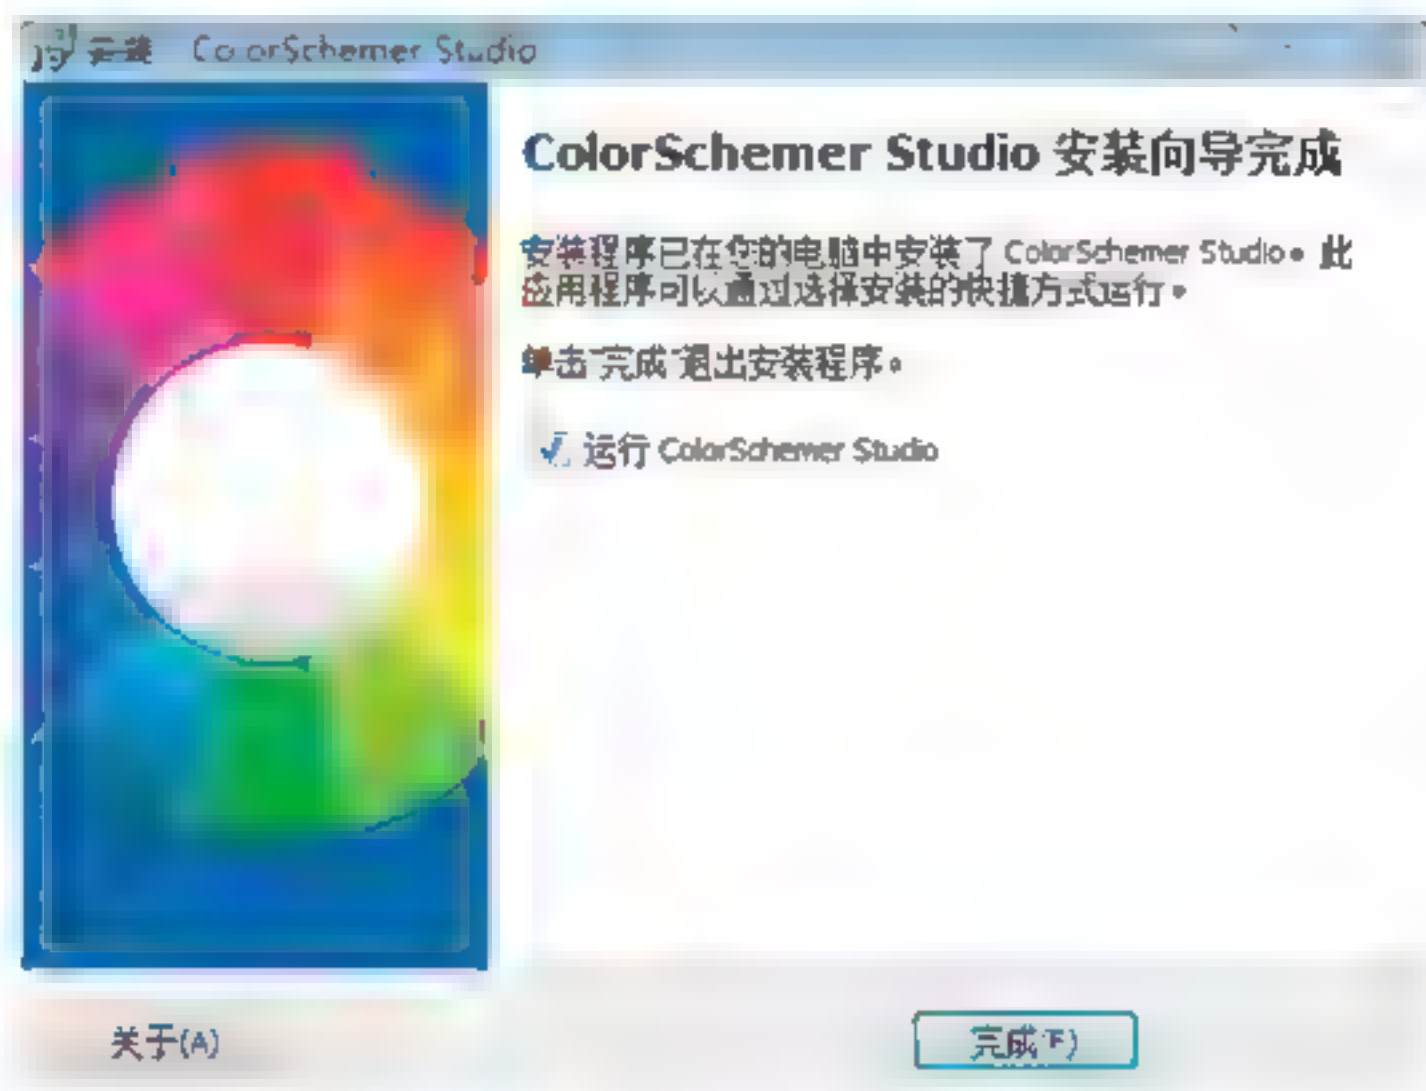 安装 ColorSchemer Studio
ColorSchemer Studio 安装向导完成
安装程序已在您的电脑中安装了 ColorSchemer Studio。此
应用程序可以通过选择安装的快捷方式运行。
单击“完成”退出安装程序。
运行 ColorSchemer Studio
关于(A)
完成(F)